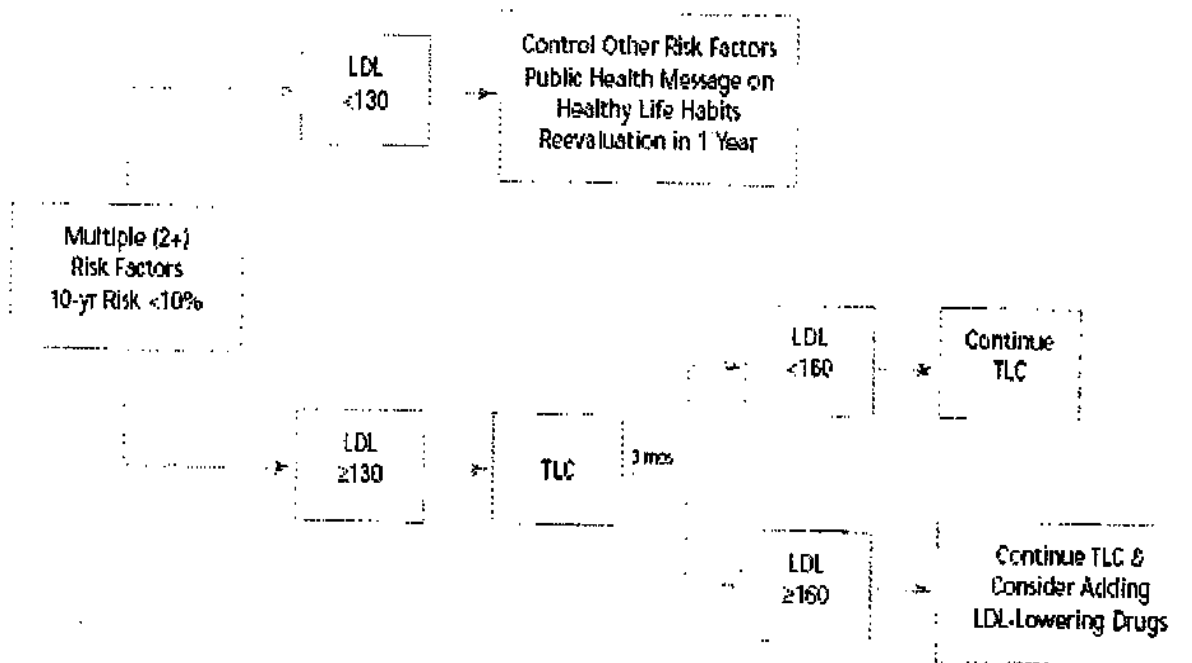 LDL
<130
Control Other Risk Factors
Public Health Message on
Healthy Life Habits
Reevaluation in 1 Year
Multiple (2+)
Risk Factors
10-yr Risk <10%
LDL
≥130
TLC
3 mos
LDL
<160
Continue
TLC
LDL
≥160
Continue TLC &
Consider Adding
LDL-Lowering Drugs